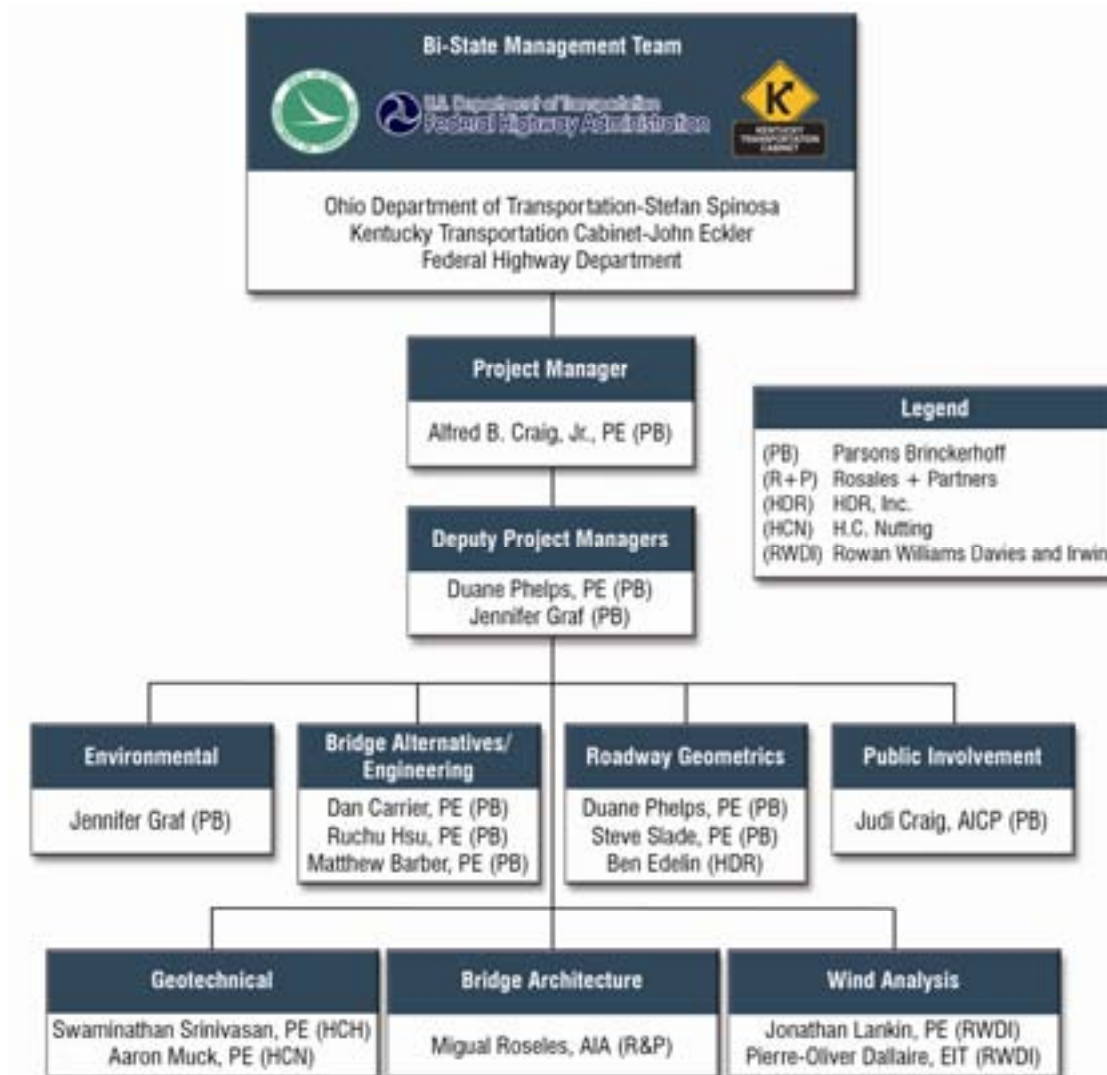 Bi-State Management Team
U.S. Department of Transportation
Federal Highway Administration
KENTUCKY
TRANSPORTATION
CABINET
Ohio Department of Transportation-Stefan Spinosa
Kentucky Transportation Cabinet-John Eckler
Federal Highway Department
Project Manager
Alfred B. Craig, Jr., PE (PB)
Legend
(PB) Parsons Brinckerhoff
(R+P) Rosales + Partners
(HDR) HDR, Inc.
(HCN) H.C. Nutting
(RWDI) Rowan Williams Davies and Irwin
Deputy Project Managers
Duane Phelps, PE (PB)
Jennifer Graf (PB)
Environmental
Jennifer Graf (PB)
Bridge Alternatives/
Engineering
Dan Carrier, PE (PB)
Ruchu Hsu, PE (PB)
Matthew Barber, PE (PB)
Roadway Geometrics
Duane Phelps, PE (PB)
Steve Slade, PE (PB)
Ben Edelin (HDR)
Public Involvement
Judi Craig, AICP (PB)
Geotechnical
Swaminathan Srinivasan, PE (HCH)
Aaron Muck, PE (HCN)
Bridge Architecture
Migual Roseles, AIA (R&P)
Wind Analysis
Jonathan Lankin, PE (RWDI)
Pierre-Oliver Dallaire, EIT (RWDI)